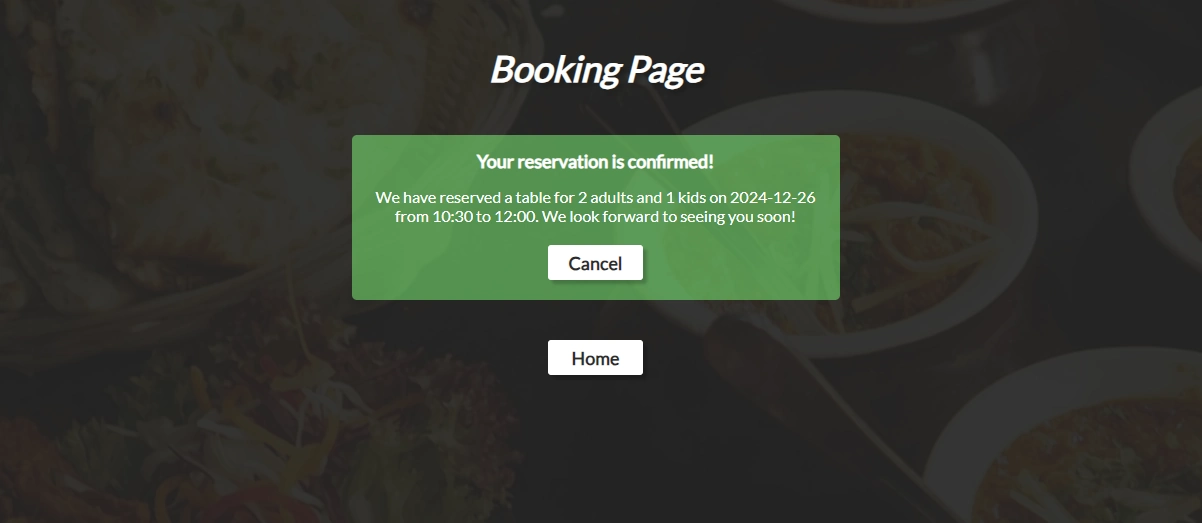 Booking Page
Your reservation is confirmed!
We have reserved a table for 2 adults and 1 kids on 2024-12-26
from 10:30 to 12:00. We look forward to seeing you soon!
Cancel
Home